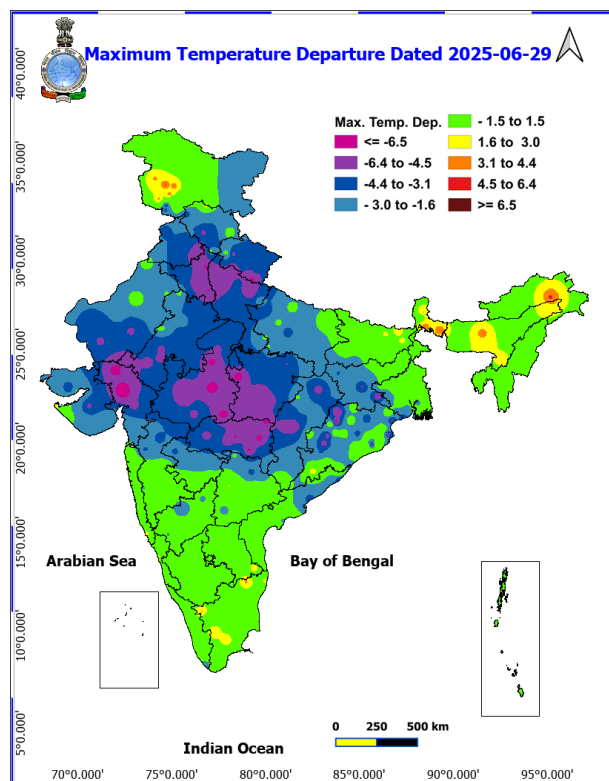 Maximum Temperature Departure Dated 2025-06-29
Max. Temp. Dep.
<= -6.5
-6.4 to -4.5
-4.4 to -3.1
- 3.0 to -1.6
- 1.5 to 1.5
1.6 to 3.0
3.1 to 4.4
4.5 to 6.4
>= 6.5
40°0.000'
35°0.000'
30°0.000'
25°0.000'
20°0.000'
15°0.000'
10°0.000'
5°0.000'
Arabian Sea
Bay of Bengal
Indian Ocean
0 250 500 km
70°0.000' 75°0.000' 80°0.000' 85°0.000' 90°0.000' 95°0.000'